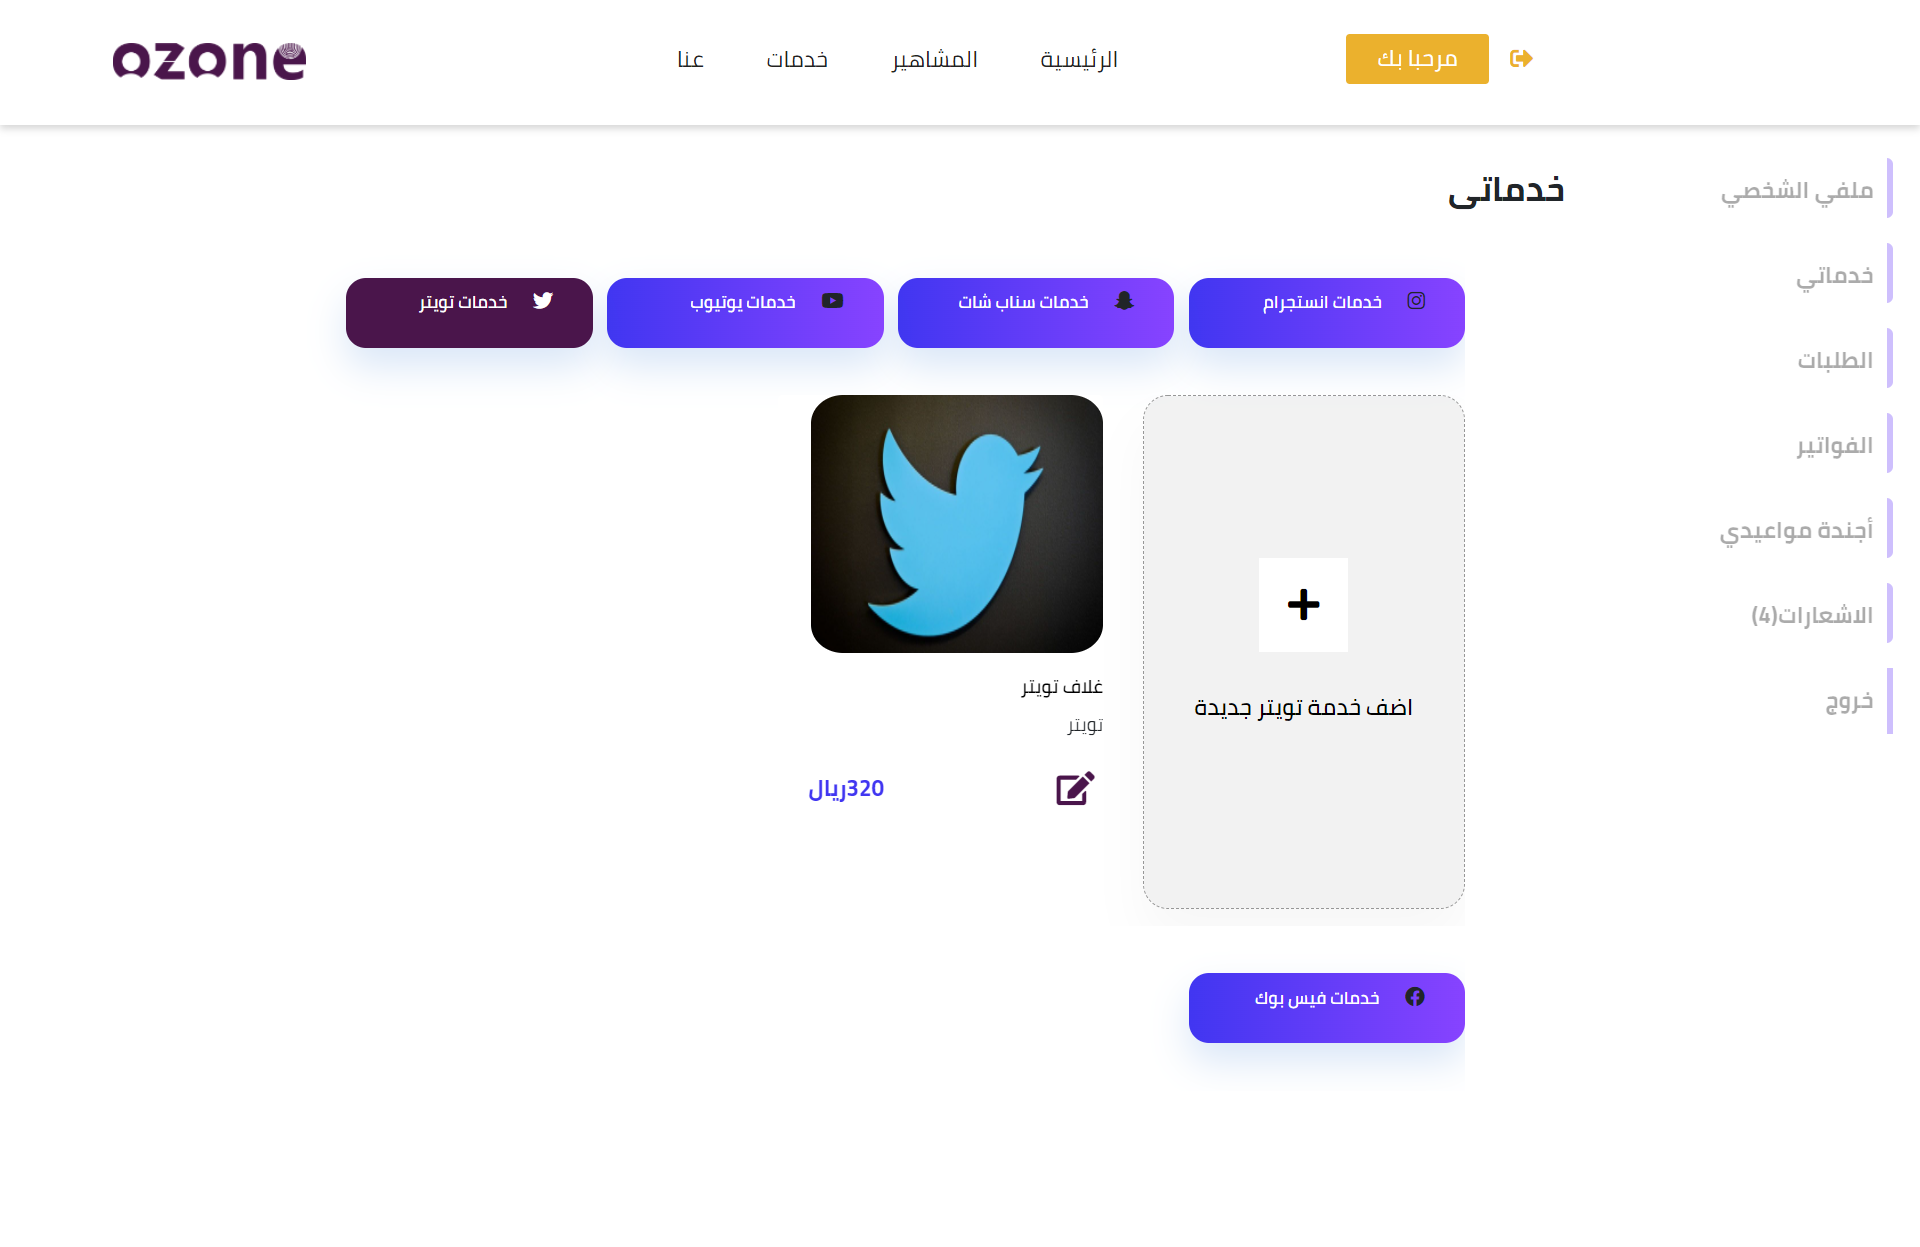 ozone
مرحبا بك
الرئيسية
المشاهير
خدمات
عنا
ملفي الشخصي
خدماتي
الطلبات
الفواتير
أجندة مواعيدي
الاشعارات(4)
خروج
خدماتى
خدمات انستجرام
خدمات سناب شات
خدمات يوتيوب
خدمات تويتر
اضف خدمة تويتر جديدة
غلاف تويتر
تويتر
320ريال
خدمات فيس بوك